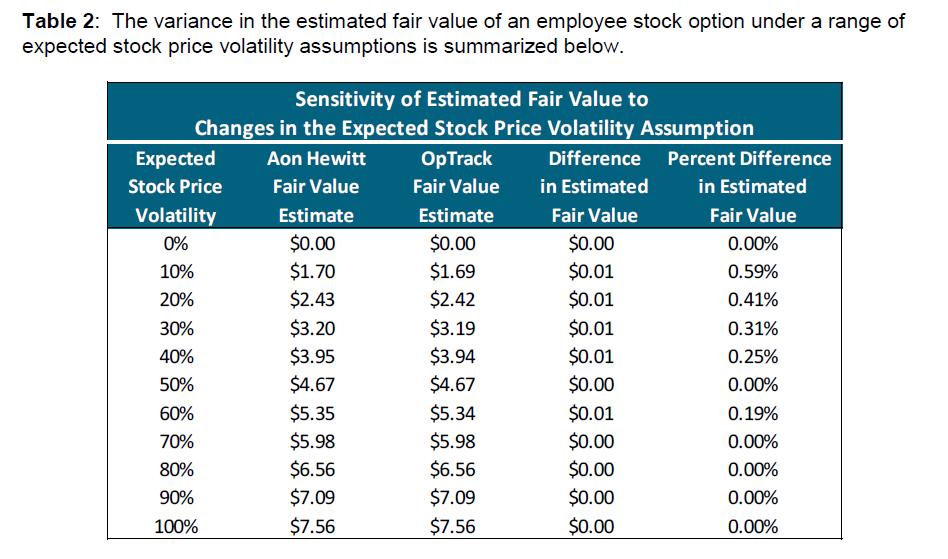 Table 2:  The variance in the estimated fair value of an employee stock option under a range of
expected stock price volatility assumptions is summarized below.
Sensitivity of Estimated Fair Value to
Changes in the Expected Stock Price Volatility Assumption
Expected Aon Hewitt OpTrack Difference Percent Difference
Stock Price Fair Value Fair Value in Estimated in Estimated
Volatility Estimate Estimate Fair Value Fair Value
0% $0.00 $0.00 $0.00 0.00%
10% $1.70 $1.69 $0.01 0.59%
20% $2.43 $2.42 $0.01 0.41%
30% $3.20 $3.19 $0.01 0.31%
40% $3.95 $3.94 $0.01 0.25%
50% $4.67 $4.67 $0.00 0.00%
60% $5.35 $5.34 $0.01 0.19%
70% $5.98 $5.98 $0.00 0.00%
80% $6.56 $6.56 $0.00 0.00%
90% $7.09 $7.09 $0.00 0.00%
100% $7.56 $7.56 $0.00 0.00%